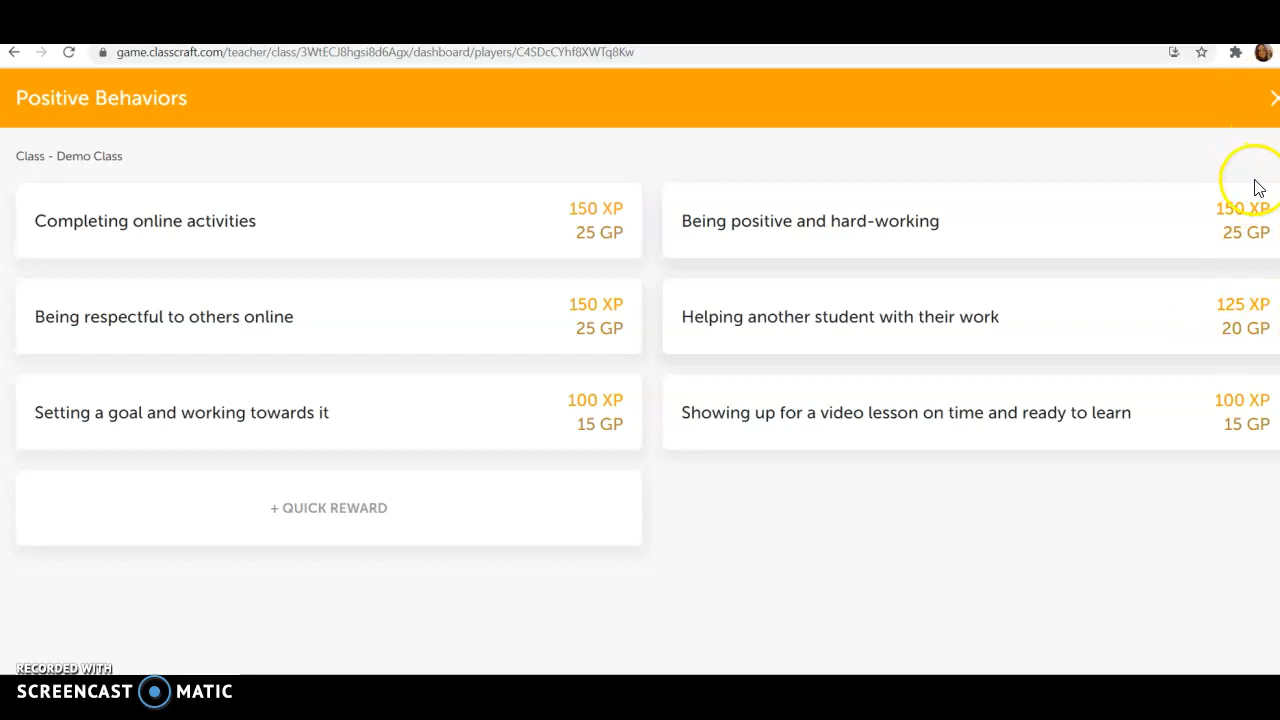 game.classcraft.com/teacher/class/3WtECJ8hgsi8d6Agx/dashboard/players/C4SDcCYhf8XWTq8Kw
Positive Behaviors
Class - Demo Class
Completing online activities
150 XP
25 GP
Being positive and hard-working
150 XP
25 GP
Being respectful to others online
150 XP
25 GP
Helping another student with their work
125 XP
20 GP
Setting a goal and working towards it
100 XP
15 GP
Showing up for a video lesson on time and ready to learn
100 XP
15 GP
+ QUICK REWARD
RECORDED WITH
SCREENCAST MATIC